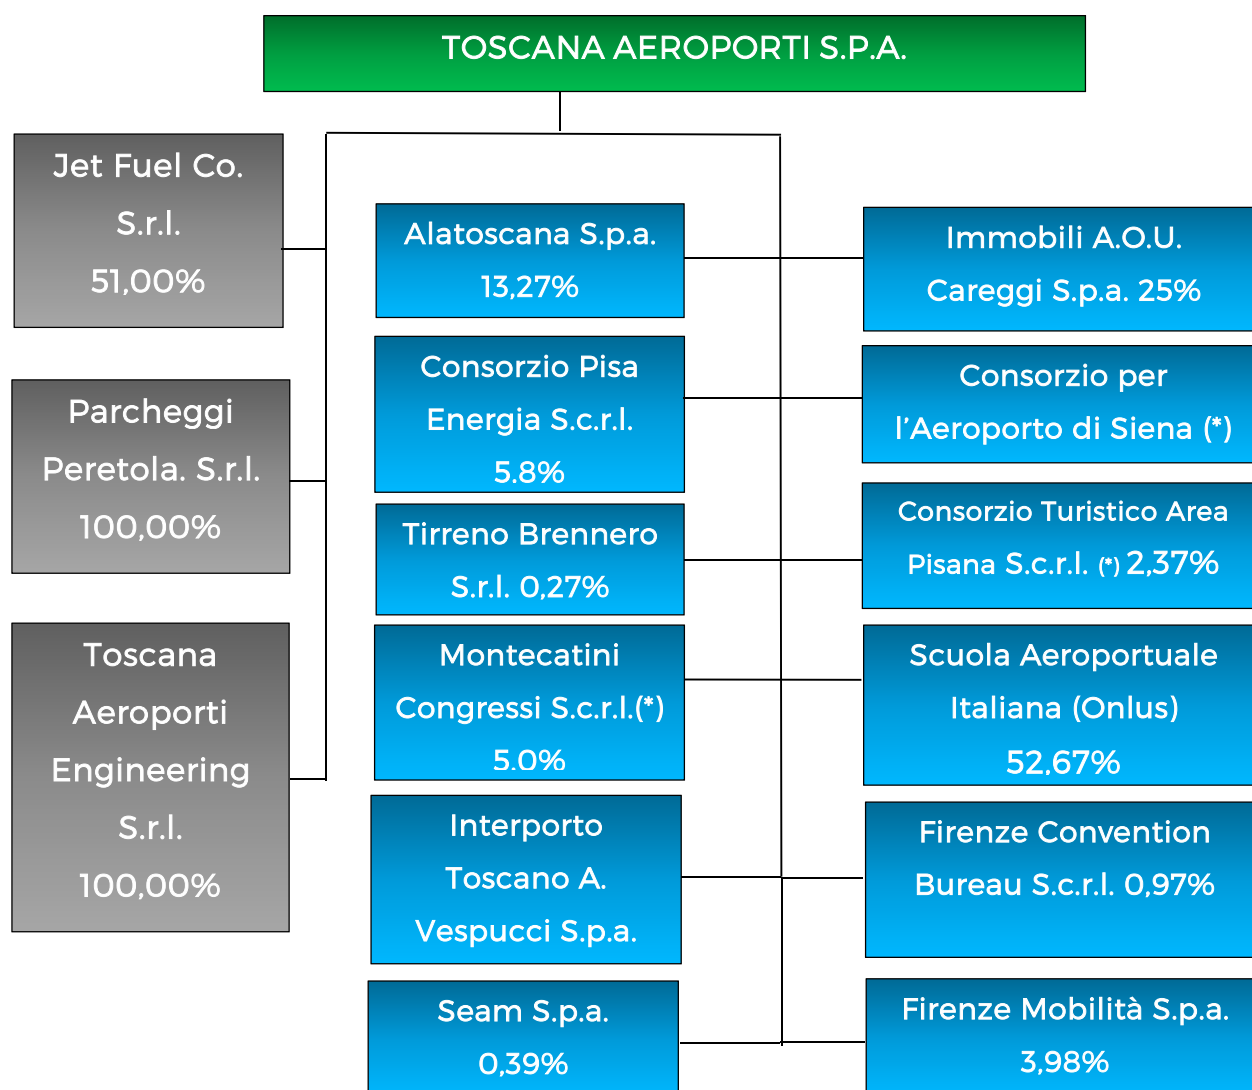 TOSCANA AEROPORTI S.P.A.
Jet Fuel Co.
S.r.l.
51,00%
Parcheggi
Peretola. S.r.l.
100,00%
Toscana
Aeroporti
Engineering
S.r.l.
100,00%
Alatoscana S.p.a.
13,27%
Consorzio Pisa
Energia S.c.r.l.
5.8%
Tirreno Brennero
S.r.l. 0,27%
Montecatini
Congressi S.c.r.l.(*)
5.0%
Interporto
Toscano A.
Vespucci S.p.a.
Seam S.p.a.
0,39%
Immobili A.O.U.
Careggi S.p.a. 25%
Consorzio per
l’Aeroporto di Siena (*)
Consorzio Turistico Area
Pisana S.c.r.l. (*) 2,37%
Scuola Aeroportuale
Italiana (Onlus)
52,67%
Firenze Convention
Bureau S.c.r.l. 0,97%
Firenze Mobilità S.p.a.
3,98%